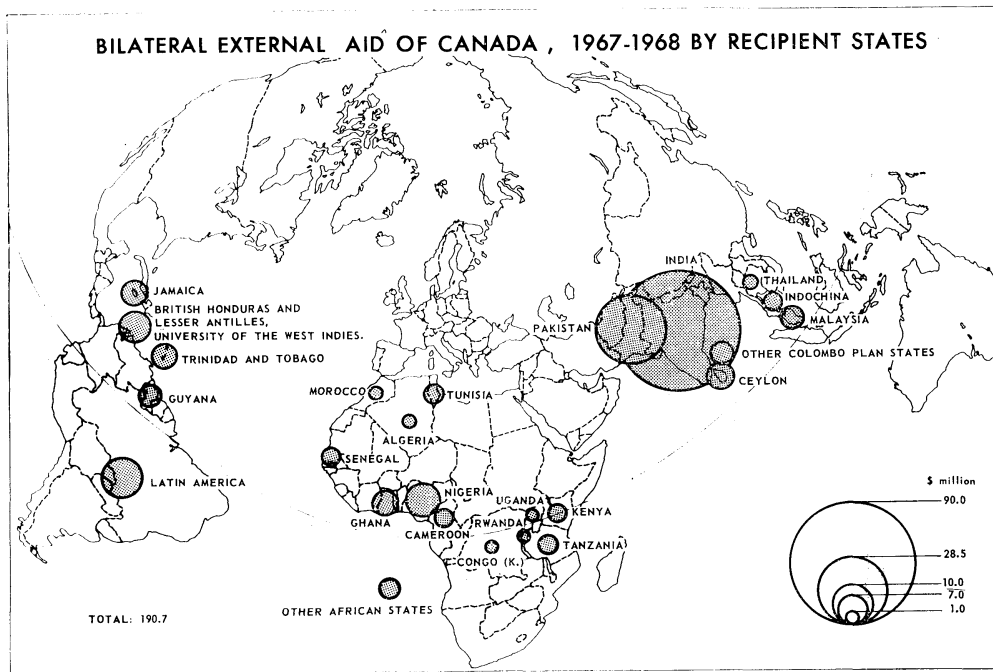 BILATERAL EXTERNAL AID OF CANADA, 1967-1968 BY RECIPIENT STATES
JAMAICA
BRITISH HONDURAS AND
LESSER ANTILLES,
UNIVERSITY OF THE WEST INDIES.
TRINIDAD AND TOBAGO
GUYANA
LATIN AMERICA
INDIA
PAKISTAN
THAILAND
INDOCHINA
MALAYSIA
OTHER COLOMBO PLAN STATES
CEYLON
MOROCCO
TUNISIA
ALGERIA
SENEGAL
NIGERIA
GHANA
CAMEROON
UGANDA
KENYA
RWANDA
TANZANIA
CONGO (K.)
OTHER AFRICAN STATES
TOTAL: 190.7
$ million
90.0
28.5
10.0
7.0
1.0